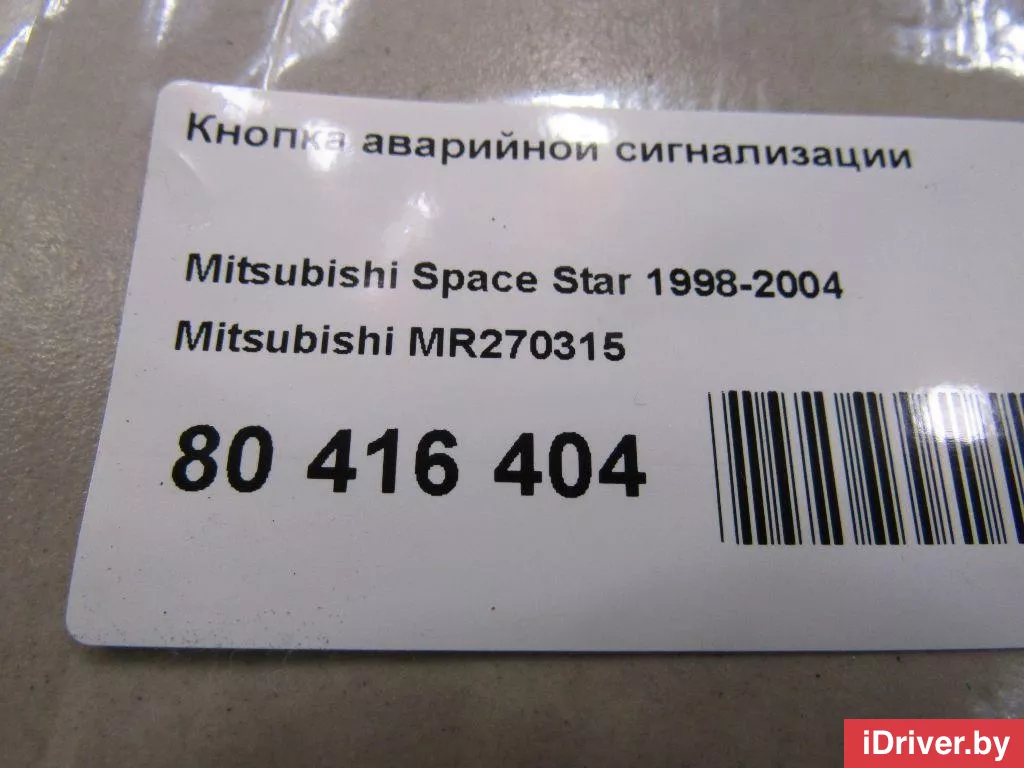 Кнопка аварийной сигнализации
Mitsubishi Space Star 1998-2004
Mitsubishi MR270315
80 416 404
iDriver.by